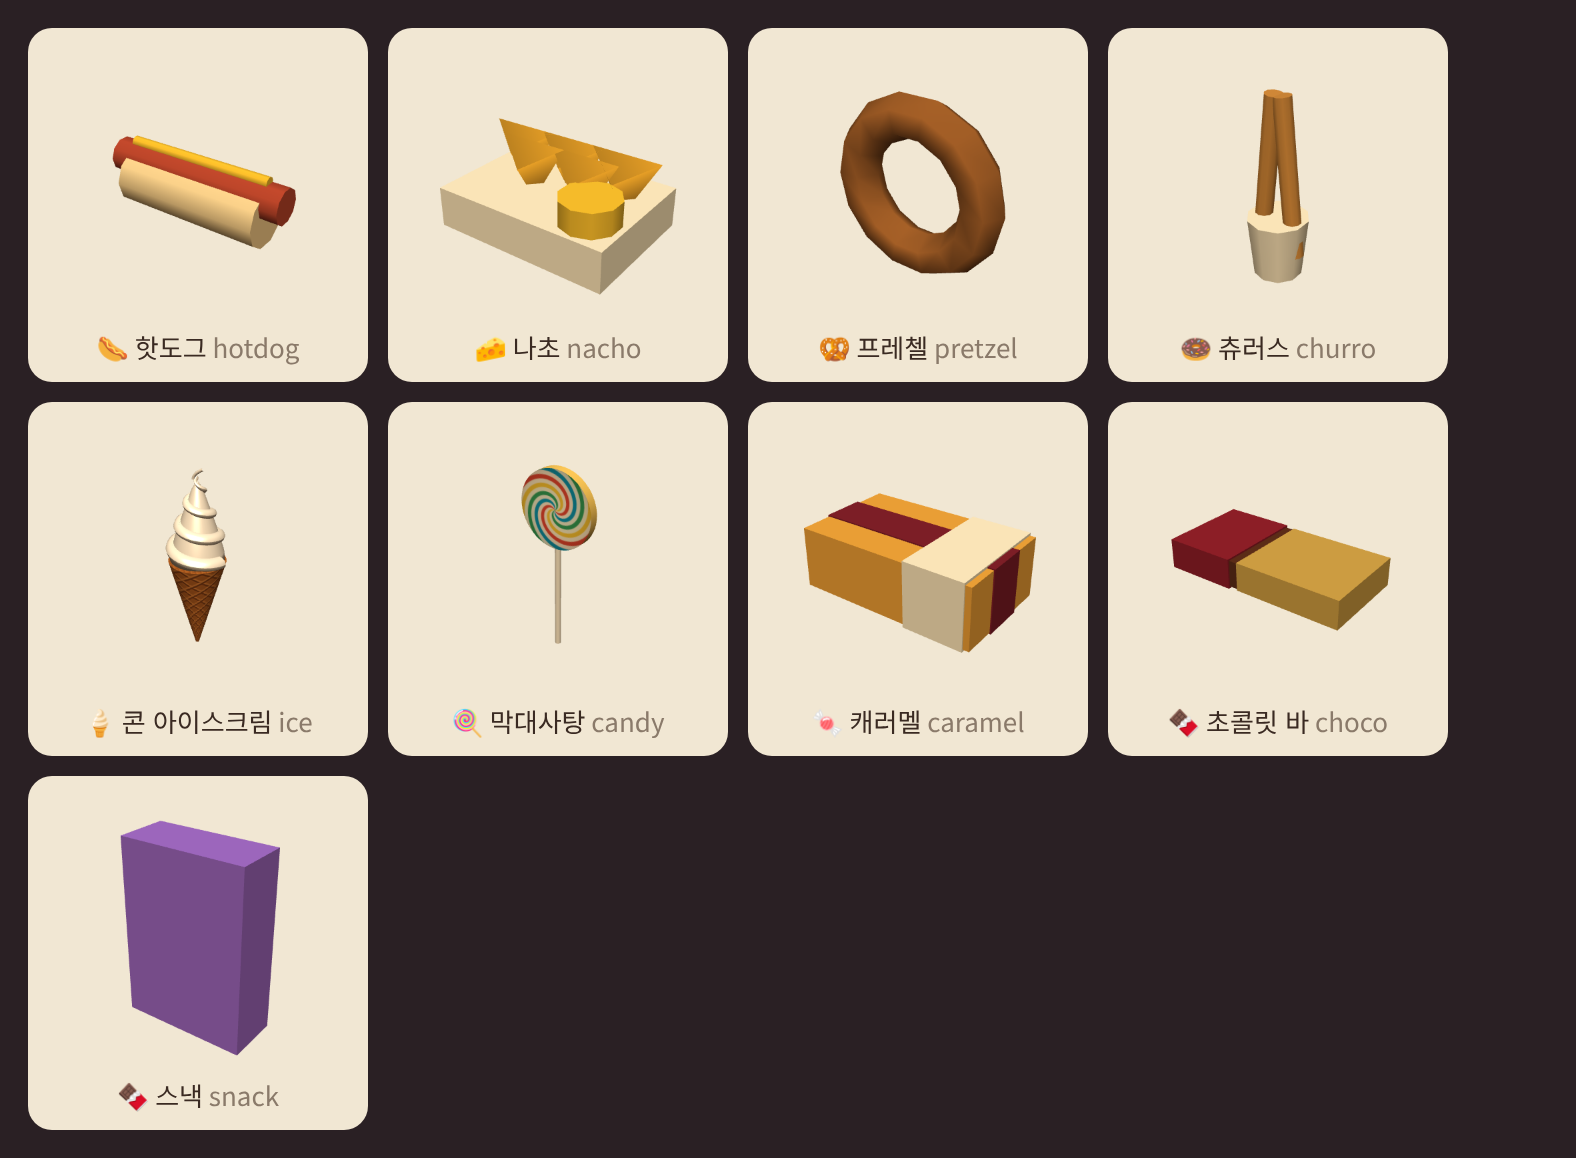 🌭 핫도그 hotdog
🧀 나초 nacho
🥨 프레첼 pretzel
🍩 츄러스 churro
🍦 콘 아이스크림 ice
🍭 막대사탕 candy
🍬 캐러멜 caramel
🍫 초콜릿 바 choco
🍫 스낵 snack